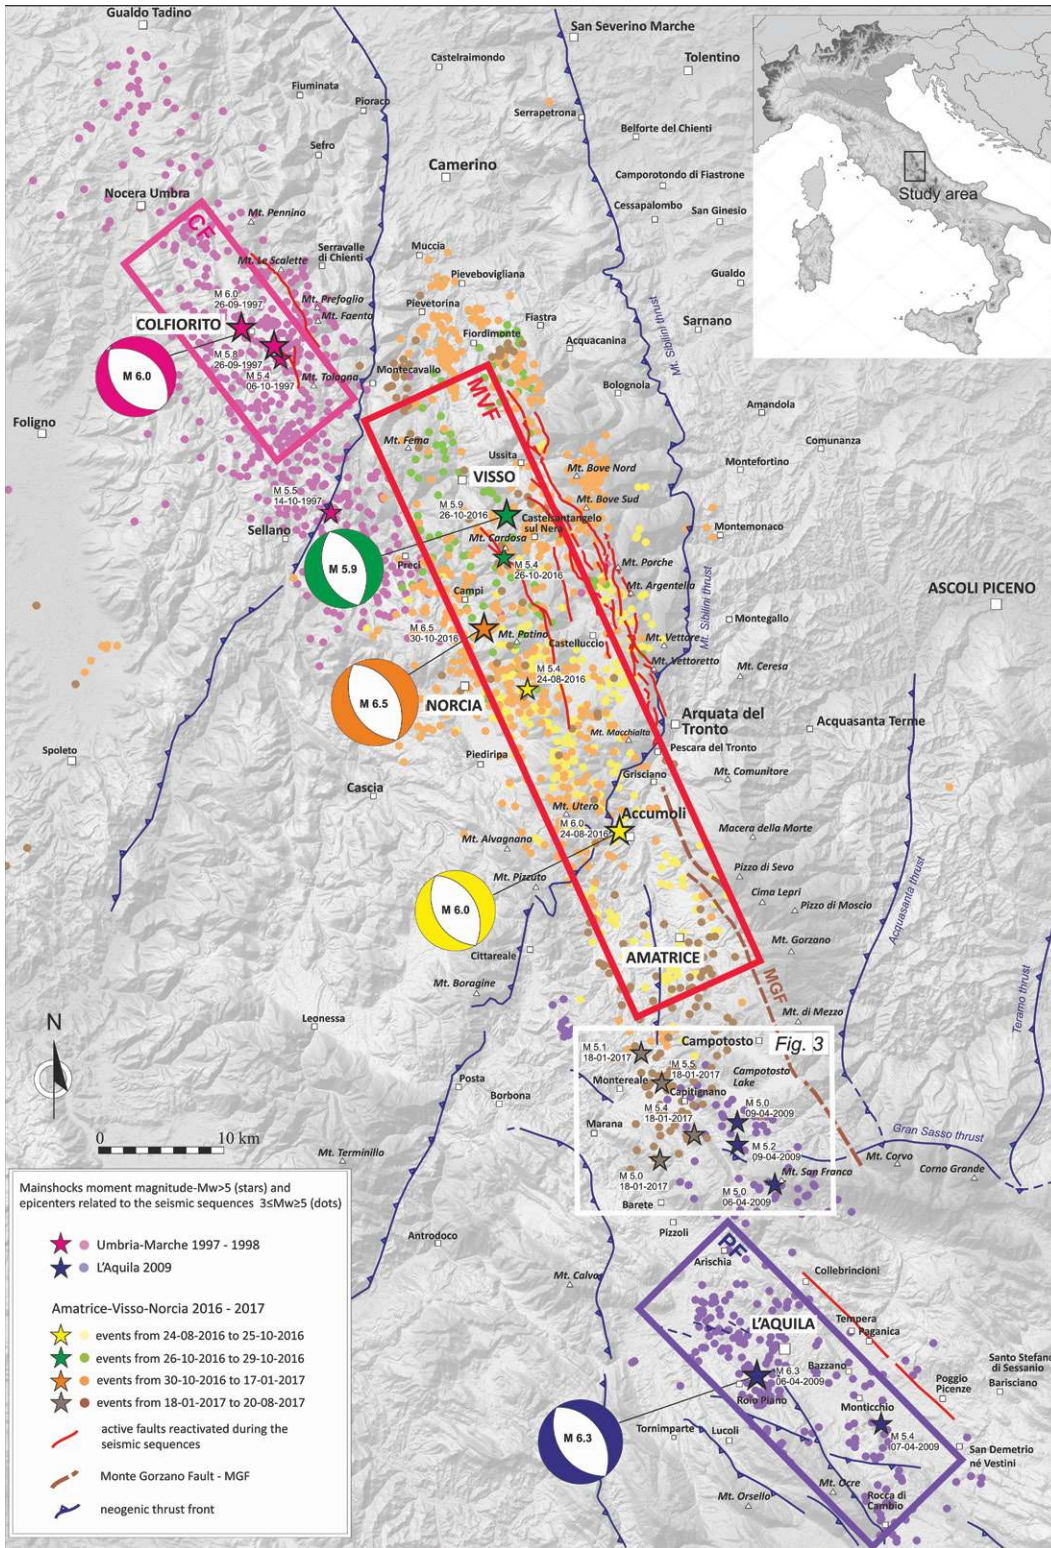 Gualdo Tadino
San Severino Marche
Castelraimondo
Tolentino
Fiuminata
Pioraco
Serrapetrona
Belforte del Chienti
Sefro
Camerino
Camporotondo di Fiastrone
Nocera Umbra
Cessapalombo
San Ginesio
Study area
Mt. Pennino
CF
Serravalle
di Chienti
Muccia
Mt. Le Scalette
Pievebovigliana
Gualdo
M 6.0
26-09-1997
Mt. Prefoglio
Pievetorina
Mt. Faento
Fiastra
Sarnano
COLFIORITO
Fiordimonte
Mt. Sibilini thrust
Acquacanina
M 5.8
26-09-1997
M 5.4
06-10-1997
Mt. Tolagna
Montecavallo
M 6.0
MVF
Bolognola
Amandola
Foligno
Mt. Fema
Comunanza
Ussita
Mt. Bove Nord
Montefortino
VISSO
M 5.5
14-10-1997
Mt. Bove Sud
M 5.9
26-10-2016
Castelsantangelo
sul Nera
Montemonaco
Sellano
Mt. Cardosa
Preci
M 5.9
M 5.4
26-10-2016
Mt. Porche
Mt. Argentella
Mt. Sibilini thrust
ASCOLI PICENO
Campi
Montegallo
M 6.5
30-10-2016
Mt. Patino
Castelluccio
Mt. Vettore
Mt. Vettoretto
Mt. Ceresa
M 5.4
24-08-2016
M 6.5
NORCIA
Arquata del
Tronto
Acquasanta Terme
Mt. Macchialta
Pescara del Tronto
Spoleto
Piediripa
Grisciano
Mt. Comunitore
Cascia
Mt. Utero
Accumoli
M 6.0
24-08-2016
Macera della Morte
Mt. Alvagnano
Pizzo di Sevo
Mt. Pizzuto
Cima Lepri
Pizzo di Moscio
M 6.0
Acquasanta thrust
Mt. Gorzano
Cittareale
AMATRICE
MGF
Mt. Boragine
Teramo thrust
Leonessa
Mt. di Mezzo
N
M 5.1
18-01-2017
Campotosto
Fig. 3
M 5.5
18-01-2017
Campotosto
Lake
Posta
Montereale
Capitignano
Borbona
M 5.0
09-04-2009
M 5.4
18-01-2017
Marana
Gran Sasso thrust
0 10 km
M 5.2
09-04-2009
Mt. Terminillo
Mt. Corvo
M 5.0
18-01-2017
Mt. San Franco
Corno Grande
M 5.0
06-04-2009
Barete
Mainshocks moment magnitude-Mw>5 (stars) and
epicenters related to the seismic sequences 3≤Mw≥5 (dots)
Umbria-Marche 1997 - 1998
L'Aquila 2009
Amatrice-Visso-Norcia 2016 - 2017
events from 24-08-2016 to 25-10-2016
events from 26-10-2016 to 29-10-2016
events from 30-10-2016 to 17-01-2017
events from 18-01-2017 to 20-08-2017
active faults reactivated during the
seismic sequences
Monte Gorzano Fault - MGF
neogenic thrust front
Pizzoli
Antrodoco
PF
Arischia
Mt. Calvo
Collebrincioni
L'AQUILA
Tempera
Paganica
Santo Stefano
di Sessanio
Bazzano
M 6.3
06-04-2009
Poggio
Picenze
Barisciano
Roio Piano
Monticchio
M 6.3
Tornimparte
Lucoli
M 5.4
07-04-2009
San Demetrio
né Vestini
Mt. Ocre
Mt. Orsello
Rocca di
Cambio